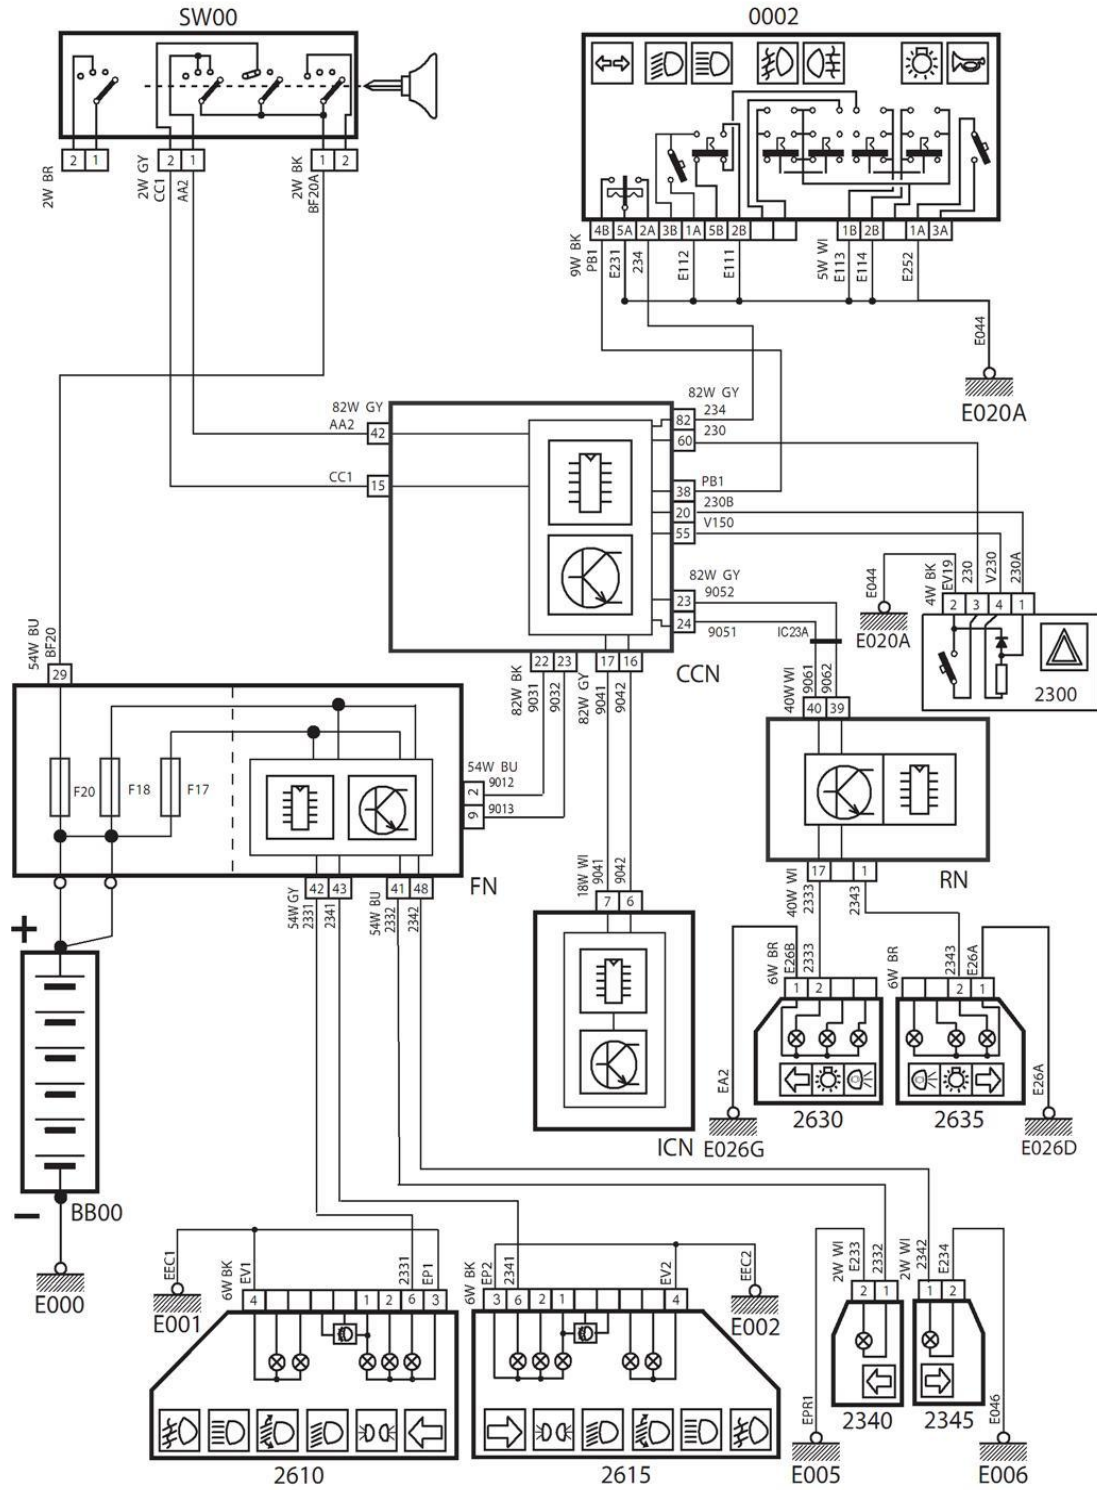 SW00
0002
2 1
2 1
1 2
2W BR
2W GY
CC1
AA2
2W BK
BF20A
4B 5A 2A 3B 1A 5B 2B
1B 2B 1A 3A
9W BK
PB1
E231
234
E112
E111
5W WI
E113
E114
E252
E044
E020A
82W GY
AA2
42
CC1
15
82W GY
82 234
60 230
38 PB1
20 230B
55 V150
82W GY
23 9052
24 9051
IC23A
CCN
22 23 17 16
82W BK
9031
9032
82W GY
9041
9042
E044
E020A
4W BK
EV19
230
V230
230A
2 3 4 1
2300
40W WI
9061
9062
40 39
RN
17 1
40W WI
2333
2343
54W BU
BF20
29
F20 F18 F17
54W BU
2 9012
9 9013
FN
42 43 41 48
54W GY
2331
2341
54W BU
2332
2342
+
−
BB00
E000
18W WI
9041
9042
7 6
ICN
6W BR
E26B
2333
1 2
EA2
E026G
2630
6W BR
2343
E26A
2 1
E26A
E026D
2635
EEC1
E001
6W BK
EV1
2331
EP1
4 1 2 6 3
2610
6W BK
EP2
2341
EV2
3 6 2 1 4
EEC2
E002
2615
2W WI
E233
2332
2 1
EPR1
E005
2340
2W WI
2342
E234
1 2
E046
E006
2345